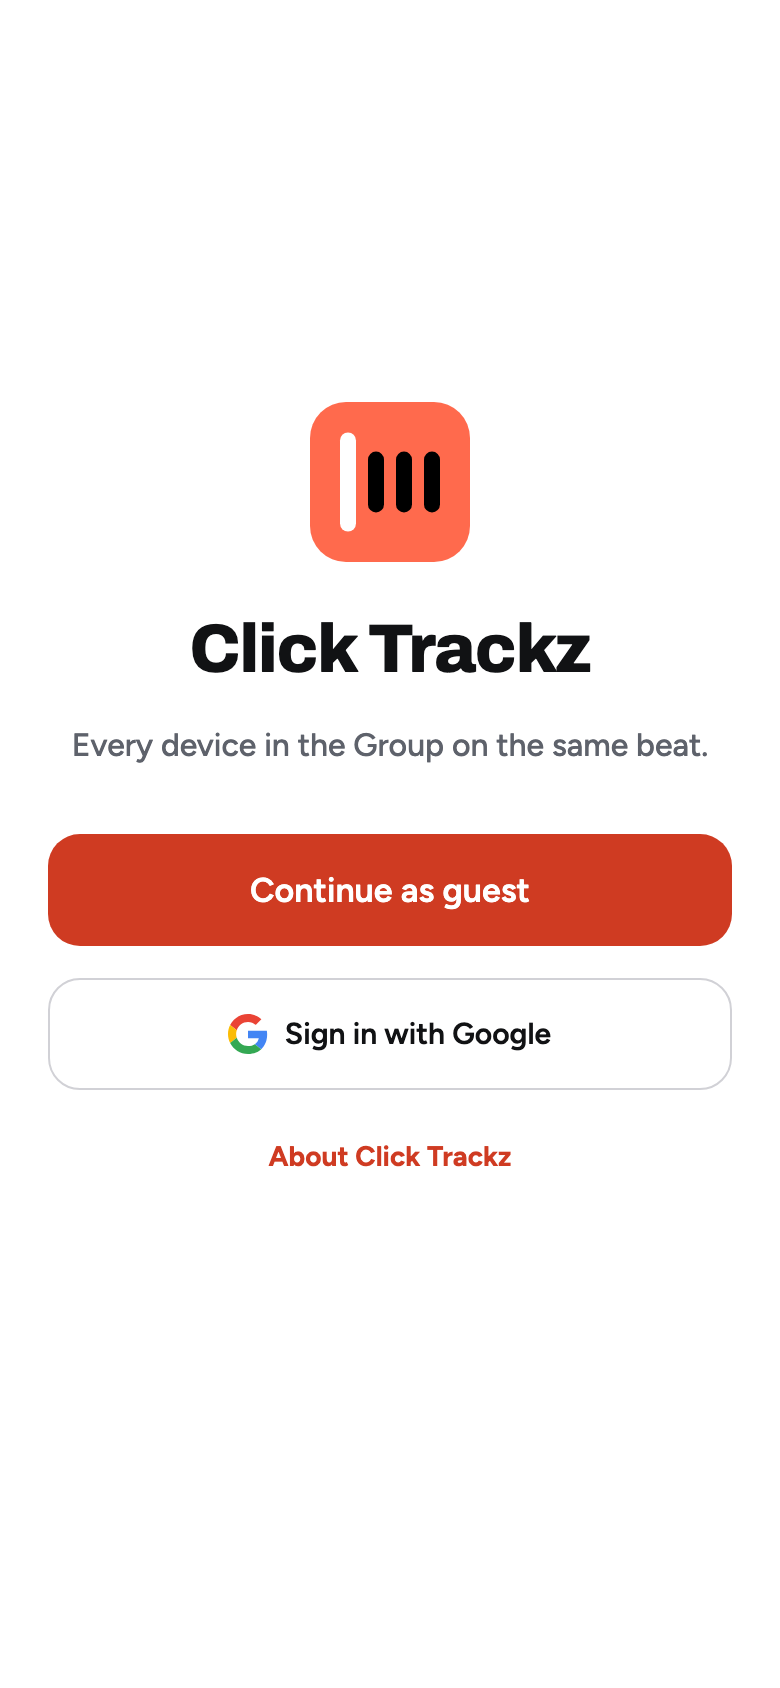 Click Trackz
Every device in the Group on the same beat.
Continue as guest
Sign in with Google
About Click Trackz